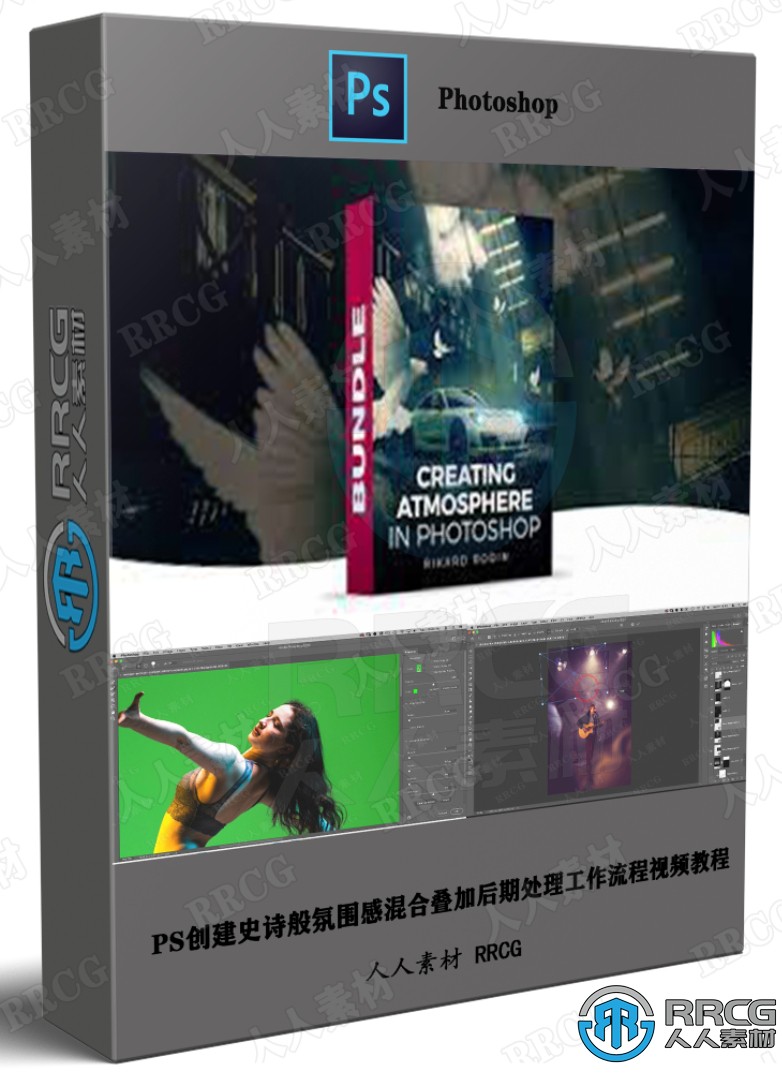 Ps
Photoshop
RRCG
人人素材
BUNDLE
CREATING
ATMOSPHERE
IN PHOTOSHOP
RIKARD RODIN
PS创建史诗般氛围感混合叠加后期处理工作流程视频教程
人人素材 RRCG
RRCG
人人素材